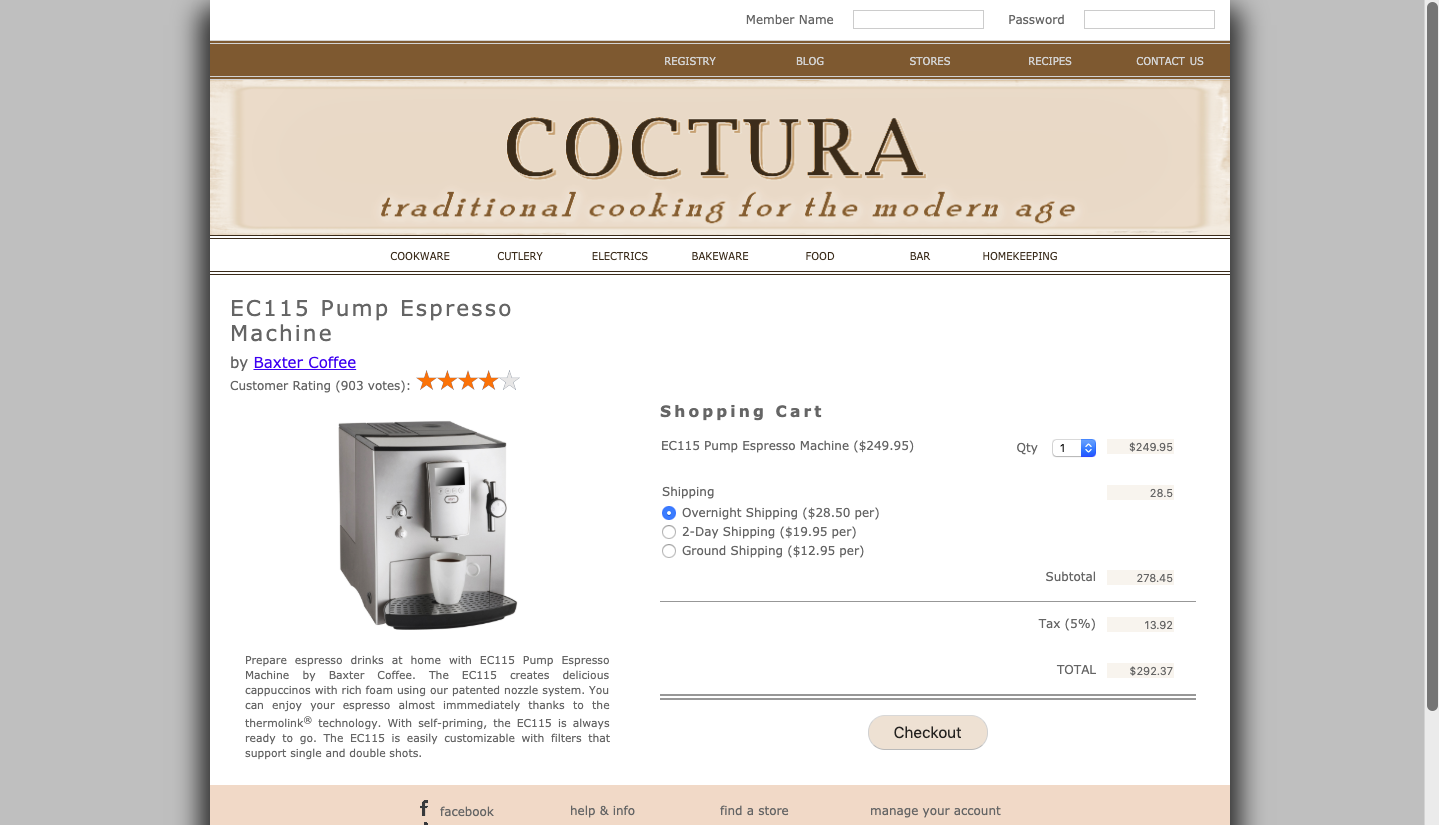 Member Name Password
REGISTRY BLOG STORES RECIPES CONTACT US
COCTURA
traditional cooking for the modern age
COOKWARE CUTLERY ELECTRICS BAKEWARE FOOD BAR HOMEKEEPING
EC115 Pump Espresso
Machine
by Baxter Coffee
Customer Rating (903 votes):
Shopping Cart
EC115 Pump Espresso Machine ($249.95) Qty 1 $249.95
Shipping 28.5
Overnight Shipping ($28.50 per)
2-Day Shipping ($19.95 per)
Ground Shipping ($12.95 per)
Subtotal 278.45
Tax (5%) 13.92
TOTAL $292.37
Checkout
Prepare espresso drinks at home with EC115 Pump Espresso
Machine by Baxter Coffee. The EC115 creates delicious
cappuccinos with rich foam using our patented nozzle system. You
can enjoy your espresso almost immmediately thanks to the
thermolink® technology. With self-priming, the EC115 is always
ready to go. The EC115 is easily customizable with filters that
support single and double shots.
facebook help & info find a store manage your account